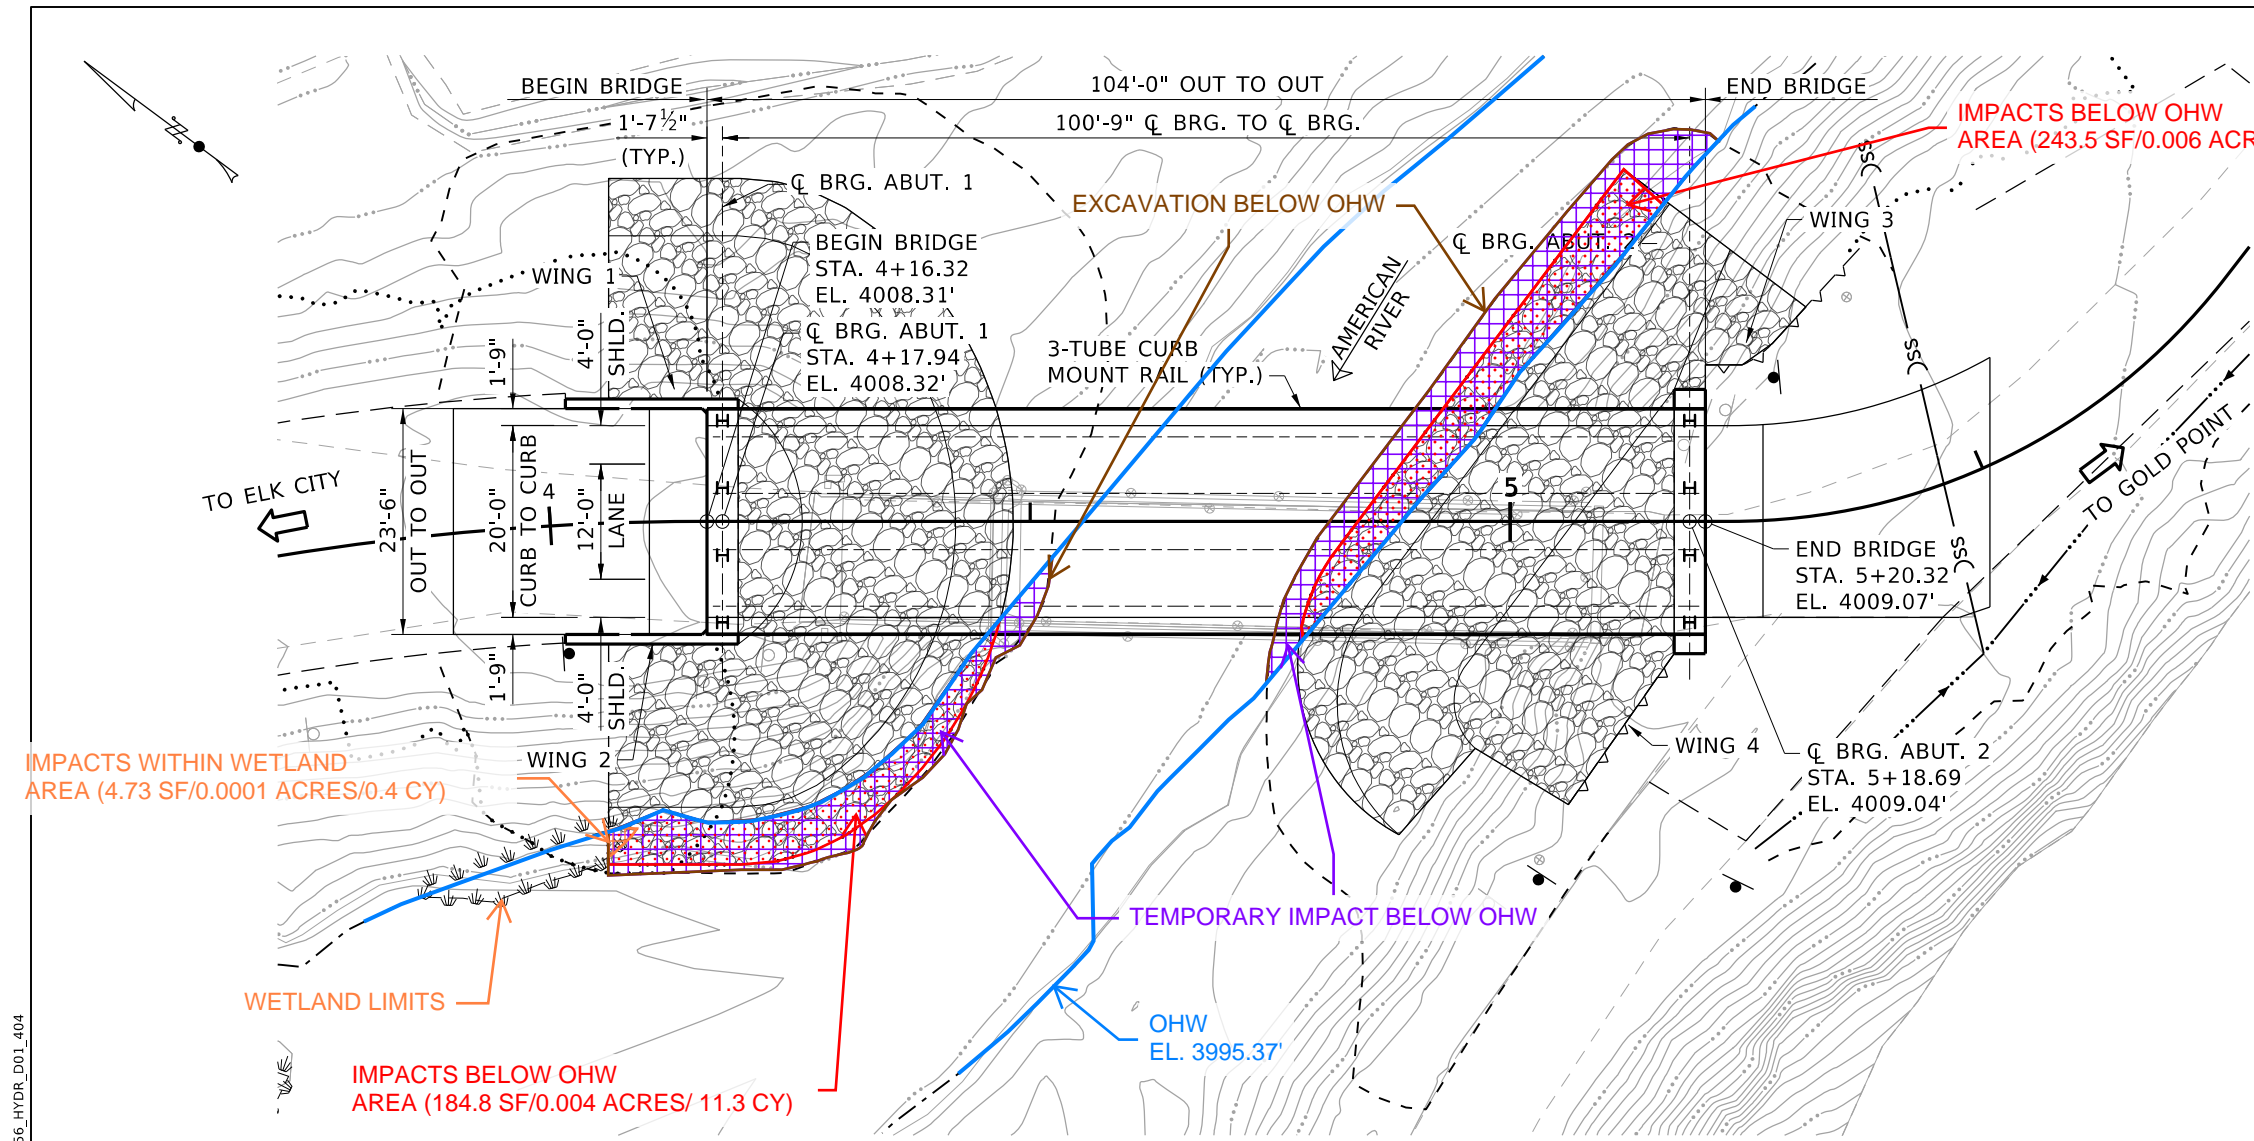 BEGIN BRIDGE
104'-0" OUT TO OUT
END BRIDGE
1'-7½"
(TYP.)
100'-9" ℄ BRG. TO ℄ BRG.
IMPACTS BELOW OHW
AREA (243.5 SF/0.006 ACR
℄ BRG. ABUT. 1
EXCAVATION BELOW OHW
WING 3
SS
BEGIN BRIDGE
STA. 4+16.32
EL. 4008.31'
℄ BRG. ABUT. 2
WING 1
AMERICAN
RIVER
℄ BRG. ABUT. 1
STA. 4+17.94
EL. 4008.32'
3-TUBE CURB
MOUNT RAIL (TYP.)
1'-9"
4'-0"
SHLD.
SS
TO ELK CITY
4
23'-6"
OUT TO OUT
20'-0"
CURB TO CURB
12'-0"
LANE
5
TO GOLD POINT
END BRIDGE
STA. 5+20.32
EL. 4009.07'
SS
1'-9"
4'-0"
SHLD.
WING 2
WING 4
℄ BRG. ABUT. 2
STA. 5+18.69
EL. 4009.04'
IMPACTS WITHIN WETLAND
AREA (4.73 SF/0.0001 ACRES/0.4 CY)
TEMPORARY IMPACT BELOW OHW
WETLAND LIMITS
OHW
EL. 3995.37'
IMPACTS BELOW OHW
AREA (184.8 SF/0.004 ACRES/ 11.3 CY)
66_HYDR_D01_404